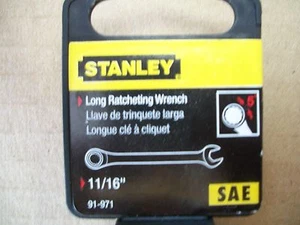 STANLEY
Long Ratcheting Wrench
Llave de trinquete larga
Longue clé à cliquet
5
11/16"
91-971
SAE